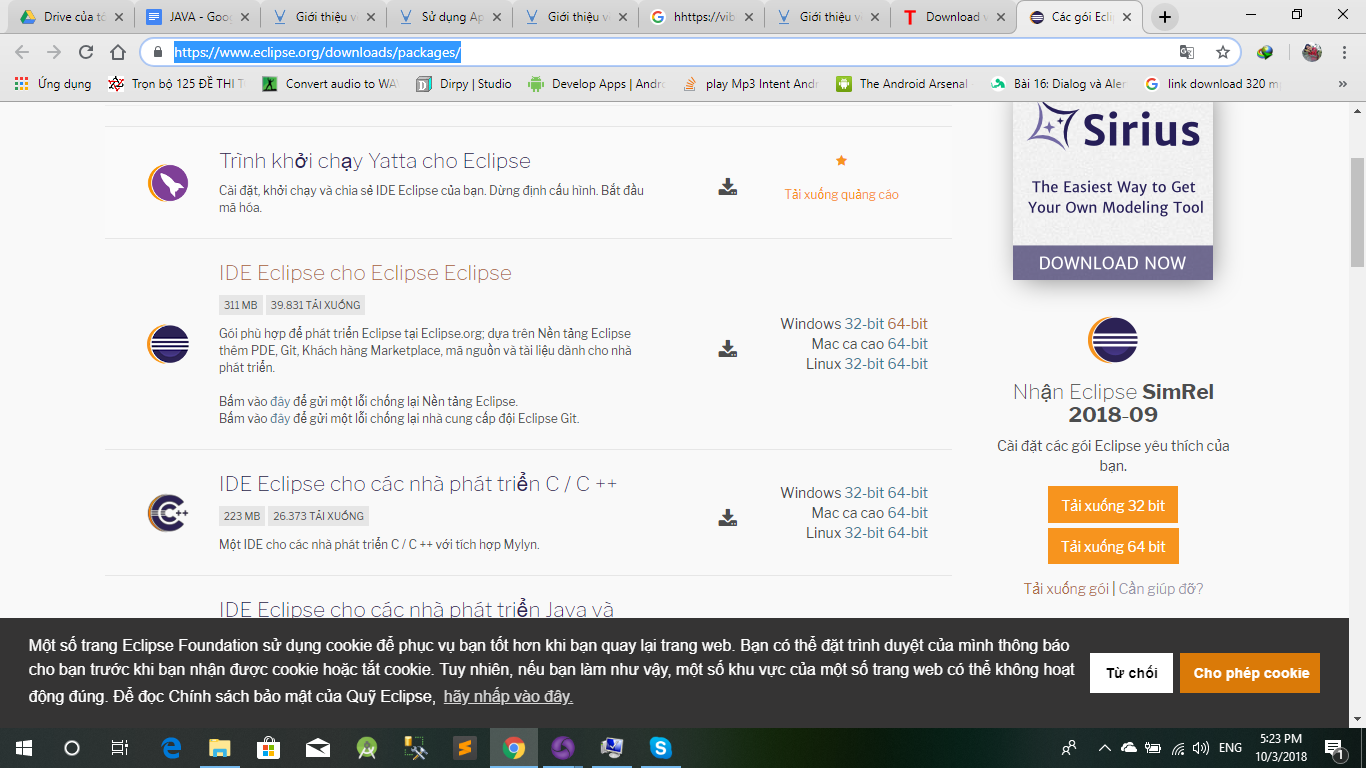 Drive của tô
JAVA - Goo
Giới thiệu v
Sử dụng Ap
Giới thiệu v
hhttps://vib
Giới thiệu v
Download v
Các gói Ecli
https://www.eclipse.org/downloads/packages/
Ứng dụng
Trọn bộ 125 ĐỀ THI T
Convert audio to WA
Dirpy | Studio
Develop Apps | Andr
play Mp3 Intent Andr
The Android Arsenal
Bài 16: Dialog và Aler
link download 320 m
»
Sirius
The Easiest Way to Get
Your Own Modeling Tool
DOWNLOAD NOW
Trình khởi chạy Yatta cho Eclipse
Cài đặt, khởi chạy và chia sẻ IDE Eclipse của bạn. Dừng định cấu hình. Bắt đầu
mã hóa.
Tải xuống quảng cáo
IDE Eclipse cho Eclipse Eclipse
311 MB 39.831 TẢI XUỐNG
Gói phù hợp để phát triển Eclipse tại Eclipse.org; dựa trên Nền tảng Eclipse
thêm PDE, Git, Khách hàng Marketplace, mã nguồn và tài liệu dành cho nhà
phát triển.
Bấm vào đây để gửi một lỗi chống lại Nền tảng Eclipse.
Bấm vào đây để gửi một lỗi chống lại nhà cung cấp đội Eclipse Git.
Windows 32-bit 64-bit
Mac ca cao 64-bit
Linux 32-bit 64-bit
IDE Eclipse cho các nhà phát triển C / C ++
223 MB 26.373 TẢI XUỐNG
Một IDE cho các nhà phát triển C / C ++ với tích hợp Mylyn.
Windows 32-bit 64-bit
Mac ca cao 64-bit
Linux 32-bit 64-bit
IDE Eclipse cho các nhà phát triển Java và
Nhận Eclipse SimRel
2018-09
Cài đặt các gói Eclipse yêu thích của
bạn.
Tải xuống 32 bit
Tải xuống 64 bit
Tải xuống gói | Cần giúp đỡ?
Một số trang Eclipse Foundation sử dụng cookie để phục vụ bạn tốt hơn khi bạn quay lại trang web. Bạn có thể đặt trình duyệt của mình thông báo
cho bạn trước khi bạn nhận được cookie hoặc tắt cookie. Tuy nhiên, nếu bạn làm như vậy, một số khu vực của một số trang web có thể không hoạt
động đúng. Để đọc Chính sách bảo mật của Quỹ Eclipse, hãy nhấp vào đây.
Từ chối
Cho phép cookie
ENG
5:23 PM
10/3/2018
1